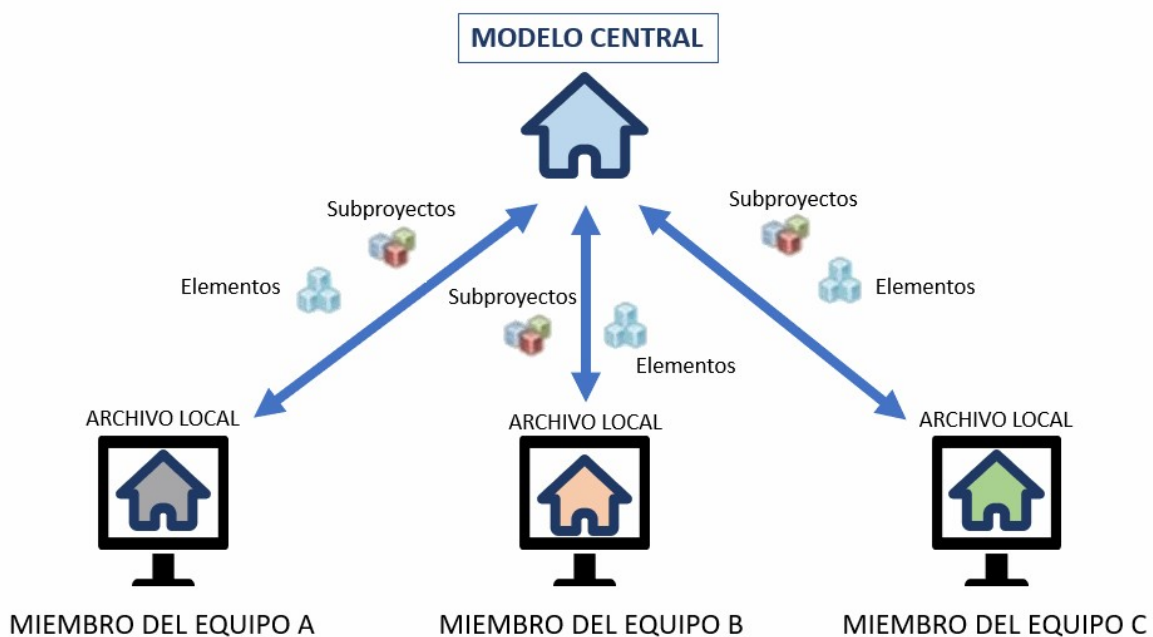 MODELO CENTRAL
Subproyectos
Elementos
Subproyectos
Elementos
Subproyectos
Elementos
ARCHIVO LOCAL
ARCHIVO LOCAL
ARCHIVO LOCAL
MIEMBRO DEL EQUIPO A
MIEMBRO DEL EQUIPO B
MIEMBRO DEL EQUIPO C